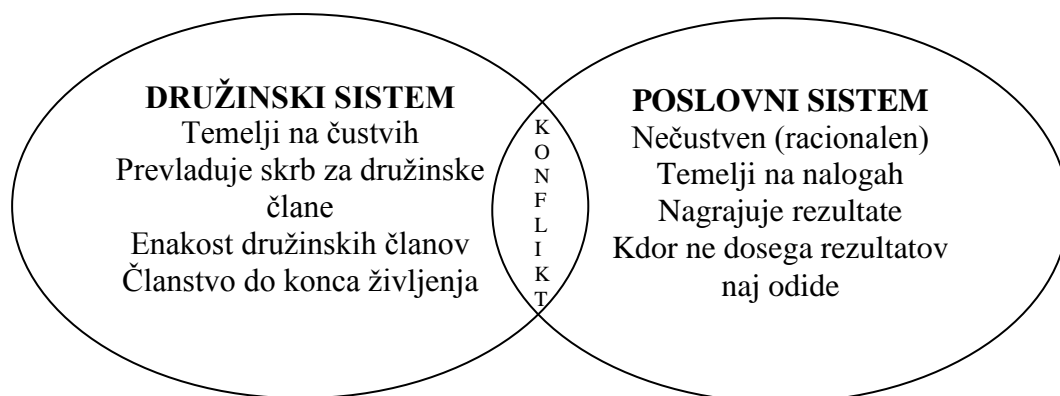 DRUŽINSKI SISTEM
Temelji na čustvih
Prevladuje skrb za družinske
člane
Enakost družinskih članov
Članstvo do konca življenja
KONFLIKT
POSLOVNI SISTEM
Nečustven (racionalen)
Temelji na nalogah
Nagrajuje rezultate
Kdor ne dosega rezultatov
naj odide